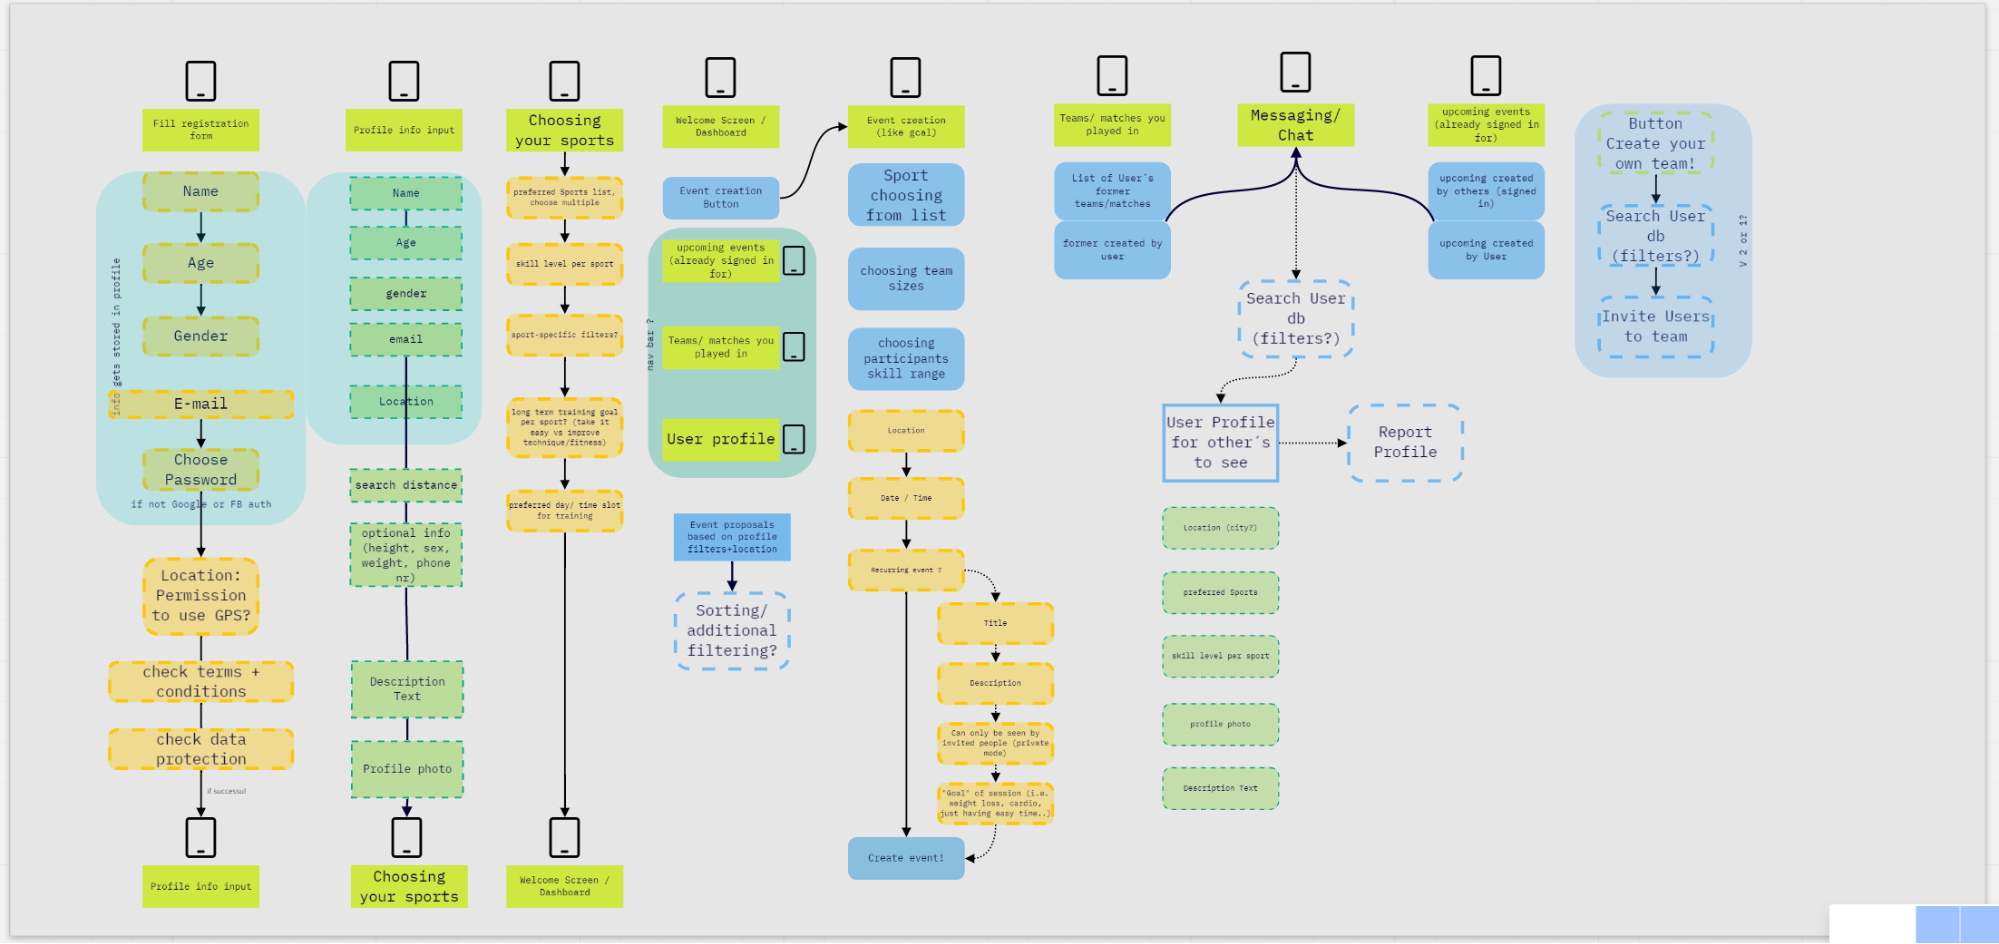 Fill registration
form
Name
Age
Gender
E-mail
Choose
Password
if not Google or FB auth
info gets stored in profile
Location:
Permission
to use GPS?
check terms +
conditions
check data
protection
if successul
Profile info input
Profile info input
Name
Age
gender
email
Location
search distance
optional info
(height, sex,
weight, phone
nr)
Description
Text
Profile photo
Choosing
your sports
Choosing
your sports
preferred Sports list,
choose multiple
skill level per sport
sport-specific filters?
long term training goal
per sport? (take it
easy vs improve
technique/fitness)
preferred day/ time slot
for training
Welcome Screen /
Dashboard
Welcome Screen /
Dashboard
Event creation
Button
nav bar ?
upcoming events
(already signed in
for)
Teams/ matches you
played in
User profile
Event proposals
based on profile
filters+location
Sorting/
additional
filtering?
Event creation
(like goal)
Sport
choosing
from list
choosing team
sizes
choosing
participants
skill range
Location
Date / Time
Recurring event ?
Title
Description
Can only be seen by
invited people (private
mode)
"Goal" of session (i.e.
weight loss, cardio,
just having easy time..)
Create event!
Teams/ matches you
played in
List of User´s
former
teams/matches
former created by
user
Messaging/
Chat
Search User
db
(filters?)
User Profile
for other´s
to see
Report
Profile
Location (city?)
preferred Sports
skill level per sport
profile photo
Description Text
upcoming events
(already signed in
for)
upcoming created
by others (signed
in)
upcoming created
by User
Button
Create your
own team!
Search User
db
(filters?)
Invite Users
to team
V 2 or 1?